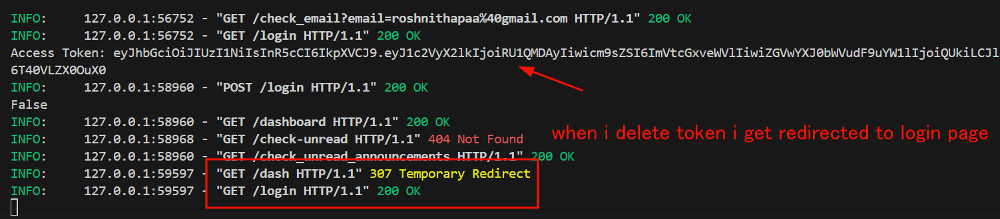 INFO:     127.0.0.1:56752 - "GET /check_email?email=roshnithapaa%40gmail.com HTTP/1.1" 200 OK
INFO:     127.0.0.1:56752 - "GET /login HTTP/1.1" 200 OK
Access Token: eyJhbGciOiJIUzI1NiIsInR5cCI6IkpXVCJ9.eyJ1c2VyX2lkIjoiRU1QMDAyIiwicm9sZSI6ImVtcGxveWVlIiwiZGVwYXJ0bWVudF9uYW1lIjoiQUkiLCJl
6T40VLZX0OuX0
INFO:     127.0.0.1:58960 - "POST /login HTTP/1.1" 200 OK
False
INFO:     127.0.0.1:58960 - "GET /dashboard HTTP/1.1" 200 OK
INFO:     127.0.0.1:58968 - "GET /check-unread HTTP/1.1" 404 Not Found
when i delete token i get redirected to login page
INFO:     127.0.0.1:58960 - "GET /check_unread_announcements HTTP/1.1" 200 OK
INFO:     127.0.0.1:59597 - "GET /dash HTTP/1.1" 307 Temporary Redirect
INFO:     127.0.0.1:59597 - "GET /login HTTP/1.1" 200 OK